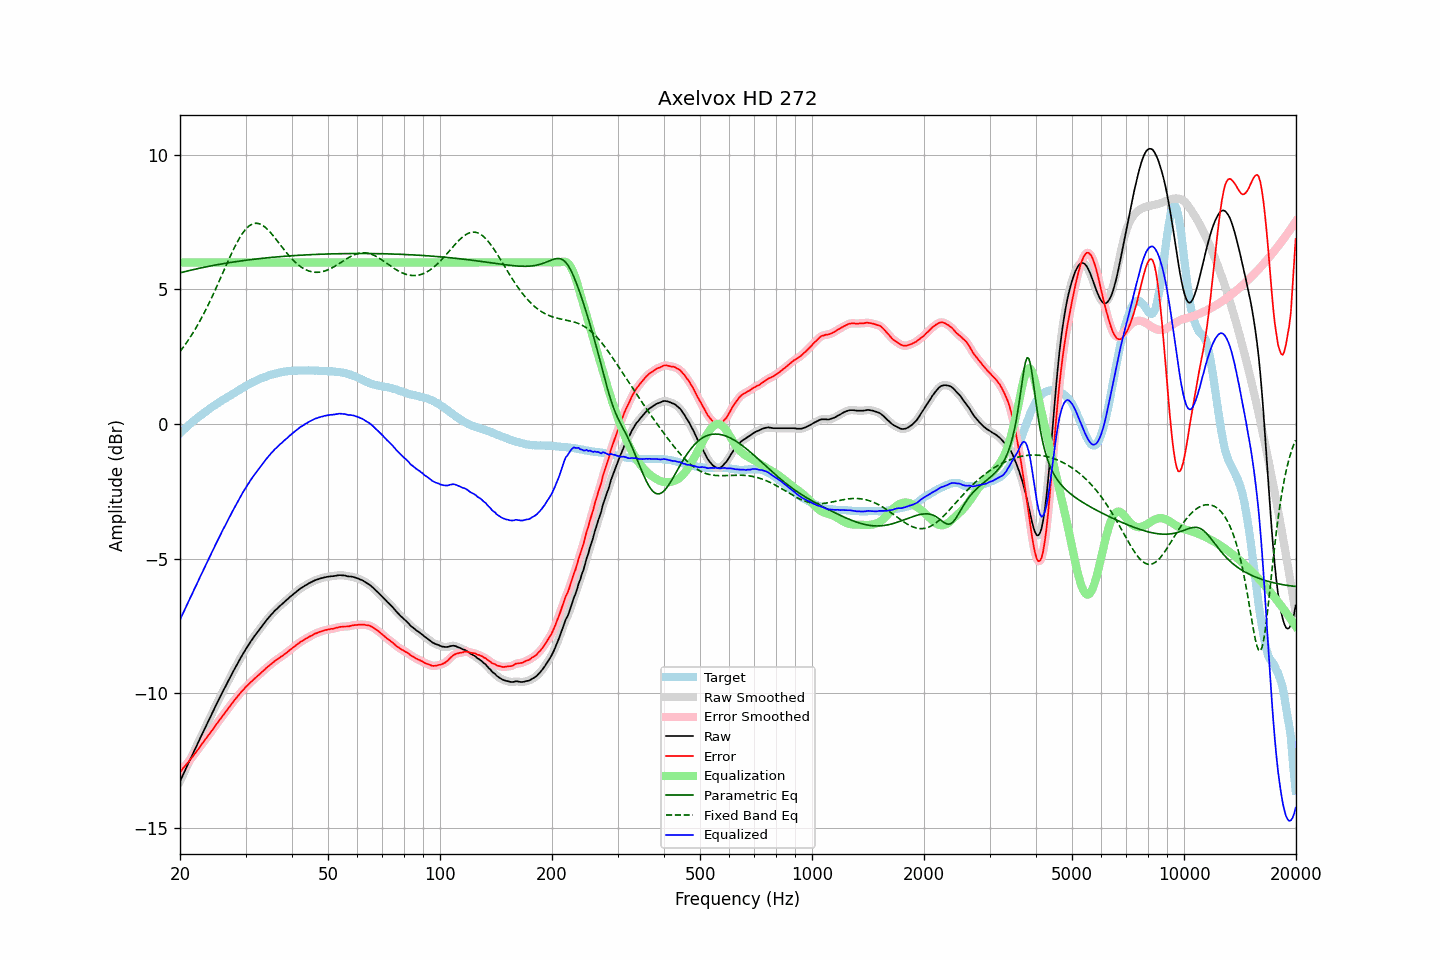 Axelvox HD 272
Amplitude (dBr)
10
5
0
−5
−10
−15
Target
Raw Smoothed
Error Smoothed
Raw
Error
Equalization
Parametric Eq
Fixed Band Eq
Equalized
20 50 100 200 500 1000 2000 5000 10000 20000
Frequency (Hz)